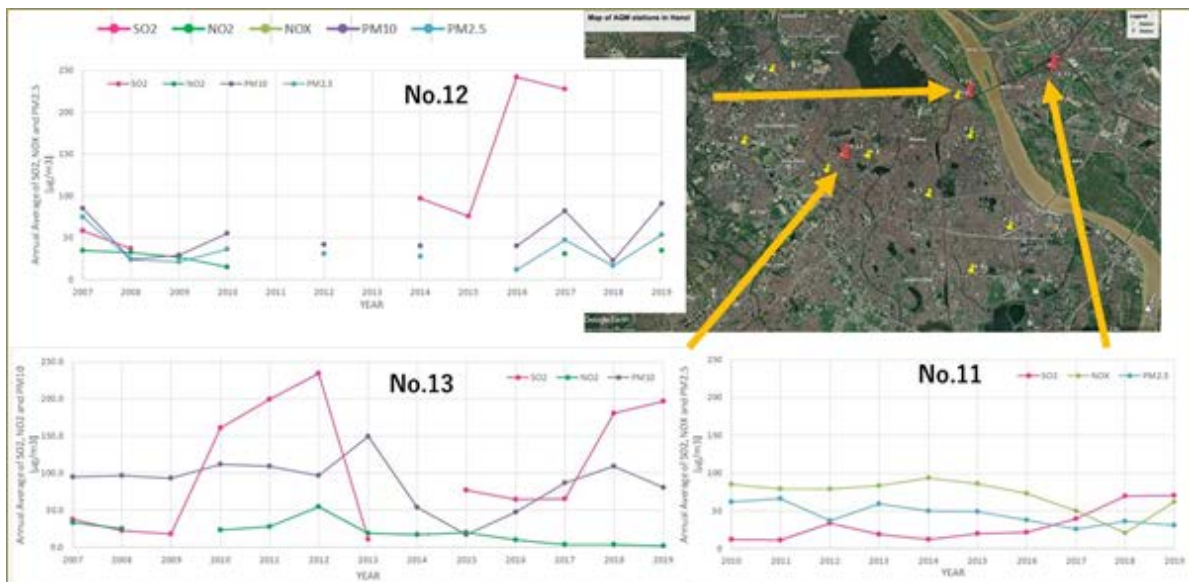 SO2 NO2 NOX PM10 PM2.5
Map of AQM stations in Hanoi
Legend
250
200
150
100
50
0
Annual Average of SO2, NOX and PM2.5
[µg/m3]
SO2 NO2 PM10 PM2.5
No.12
2007 2008 2009 2010 2011 2012 2013 2014 2015 2016 2017 2018 2019
YEAR
Google Earth
250.0
200.0
150.0
100.0
50.0
0.0
Annual Average of SO2, NO2 and PM10
[µg/m3]
No.13
SO2 NO2 PM10
2007 2008 2009 2010 2011 2012 2013 2014 2015 2016 2017 2018 2019
YEAR
250
200
150
100
50
0
Annual Average of SO2, NOX and PM2.5
[µg/m3]
No.11
SO2 NOX PM2.5
2010 2011 2012 2013 2014 2015 2016 2017 2018 2019
YEAR